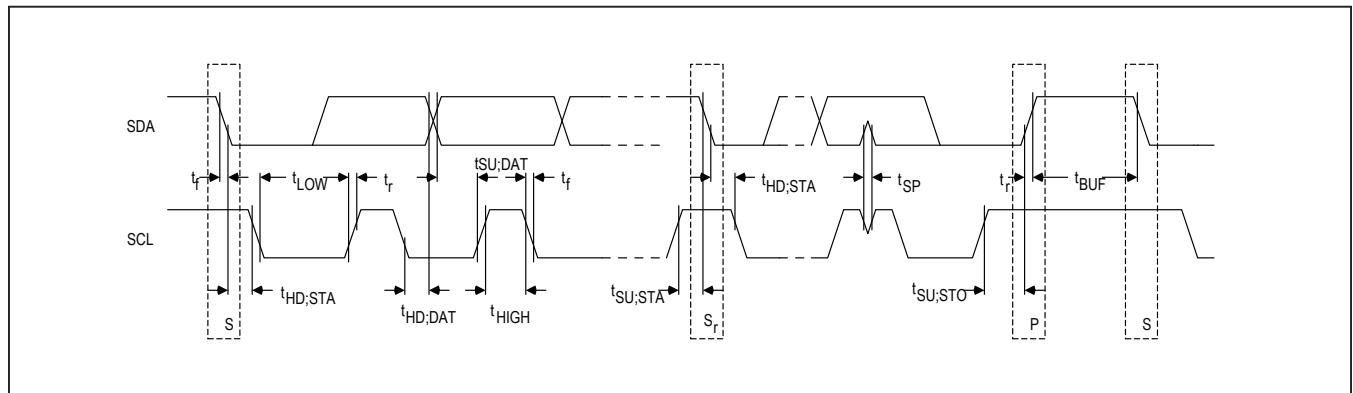 SDA
tf
tLOW
tr
tSU;DAT
tf
tHD;STA
tSP
tr
tBUF
SCL
tHD;STA
tHD;DAT
tHIGH
tSU;STA
tSU;STO
S
Sr
P
S